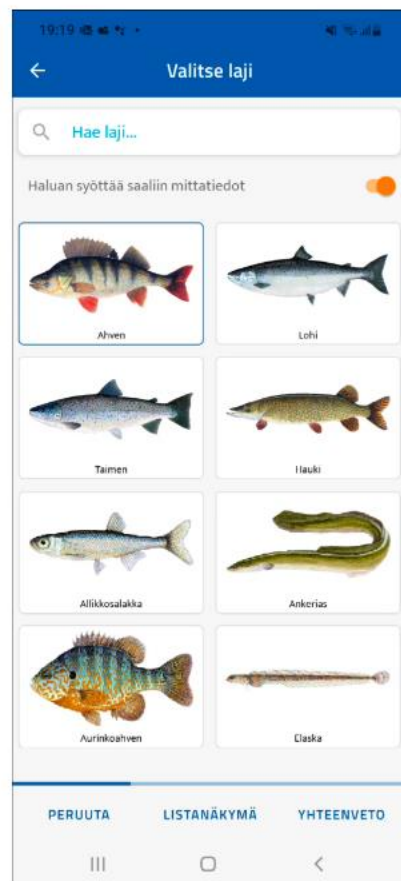 19:19
Valitse laji
Hae laji...
Haluan syöttää saaliin mittatiedot
Ahven
Lohi
Taimen
Hauki
Allikkosalakka
Ankerias
Aurinkoahven
Elaska
PERUUTA
LISTANÄKYMÄ
YHTEENVETO